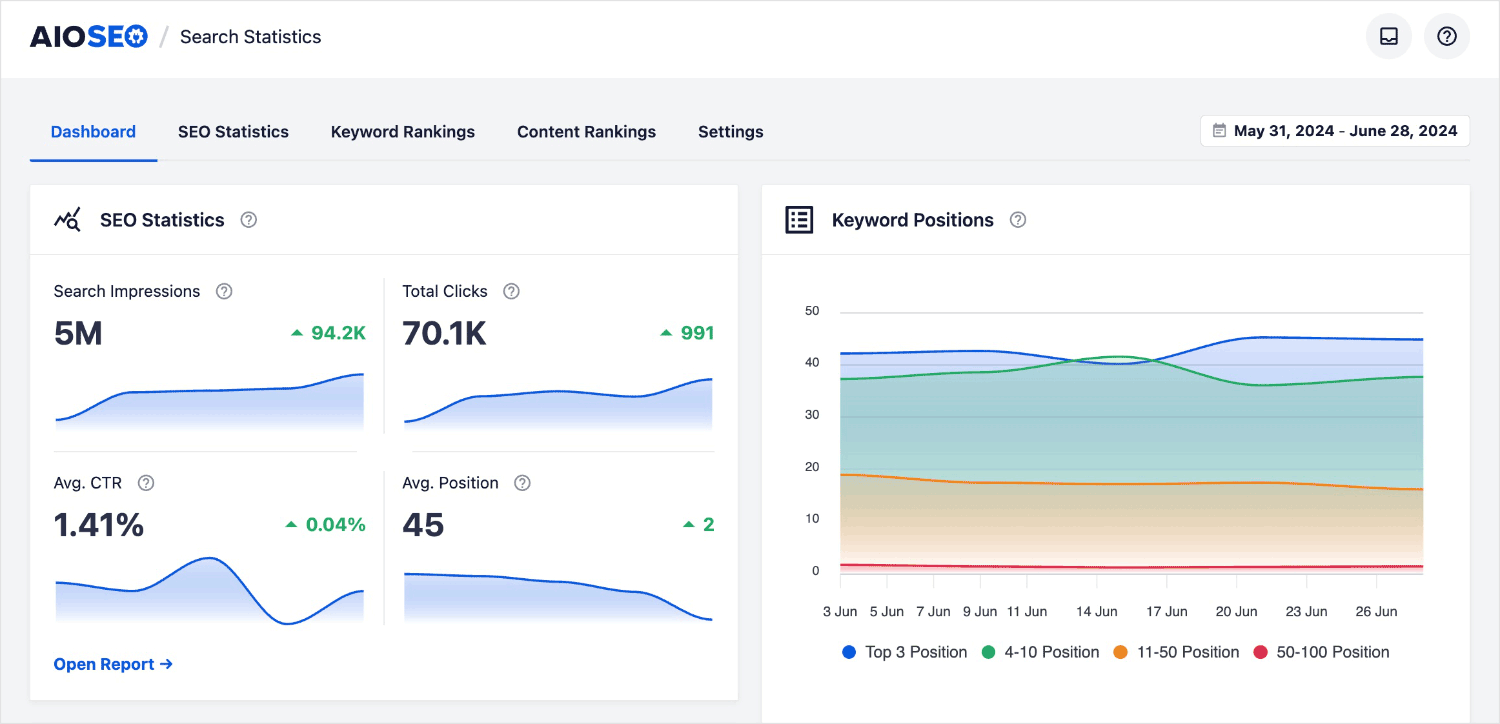 AIOSEO / Search Statistics
Dashboard SEO Statistics Keyword Rankings Content Rankings Settings May 31, 2024 - June 28, 2024
SEO Statistics
Search Impressions
5M 94.2K
Total Clicks
70.1K 991
Avg. CTR
1.41% 0.04%
Avg. Position
45 2
Open Report →
Keyword Positions
50
40
30
20
10
0
3 Jun 5 Jun 7 Jun 9 Jun 11 Jun 14 Jun 17 Jun 20 Jun 23 Jun 26 Jun
Top 3 Position 4-10 Position 11-50 Position 50-100 Position